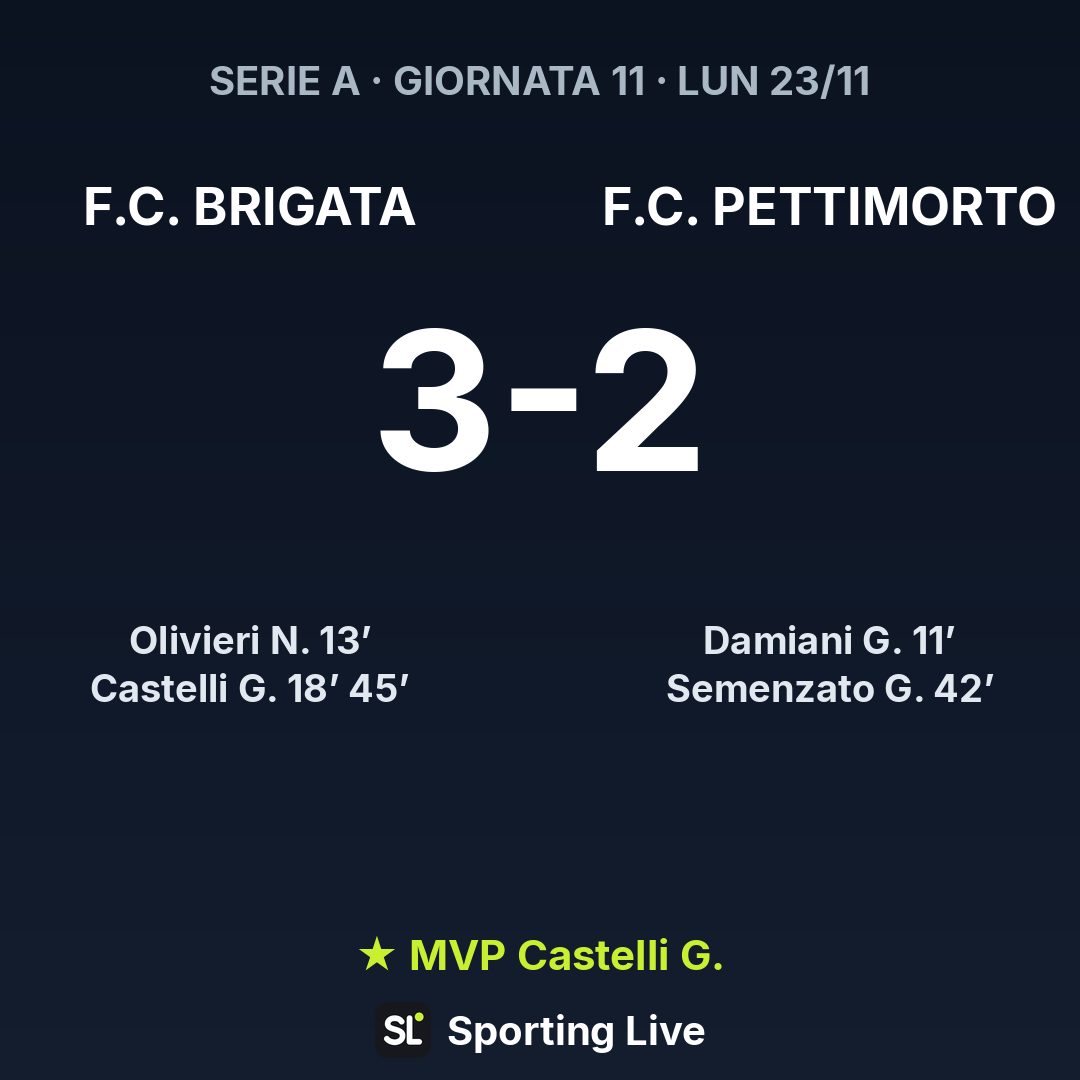 SERIE A · GIORNATA 11 · LUN 23/11
F.C. BRIGATA
F.C. PETTIMORTO
3-2
Olivieri N. 13’
Castelli G. 18’ 45’
Damiani G. 11’
Semenzato G. 42’
★ MVP Castelli G.
SL Sporting Live